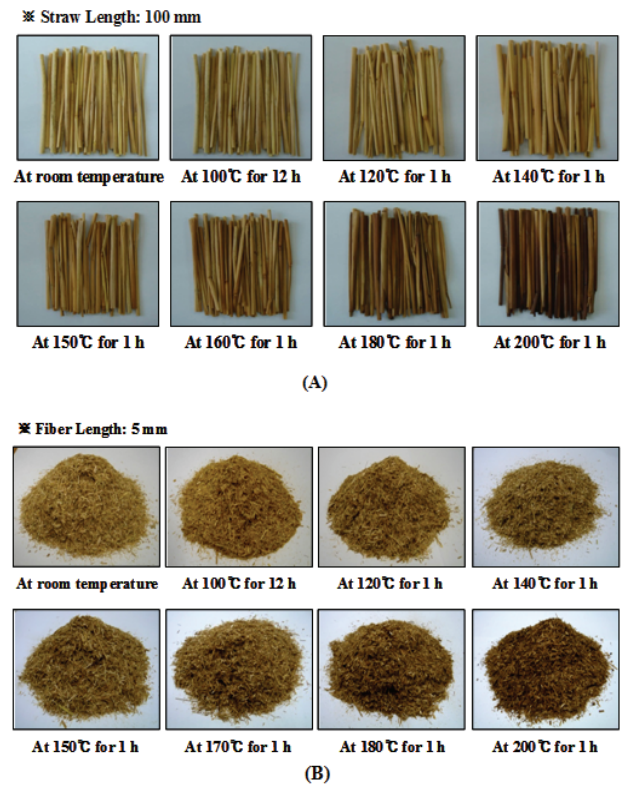 ※ Straw Length: 100 mm
At room temperature At 100℃ for 12 h At 120℃ for 1 h At 140℃ for 1 h
At 150℃ for 1 h At 160℃ for 1 h At 180℃ for 1 h At 200℃ for 1 h
(A)
※ Fiber Length: 5 mm
At room temperature At 100℃ for 12 h At 120℃ for 1 h At 140℃ for 1 h
At 150℃ for 1 h At 170℃ for 1 h At 180℃ for 1 h At 200℃ for 1 h
(B)